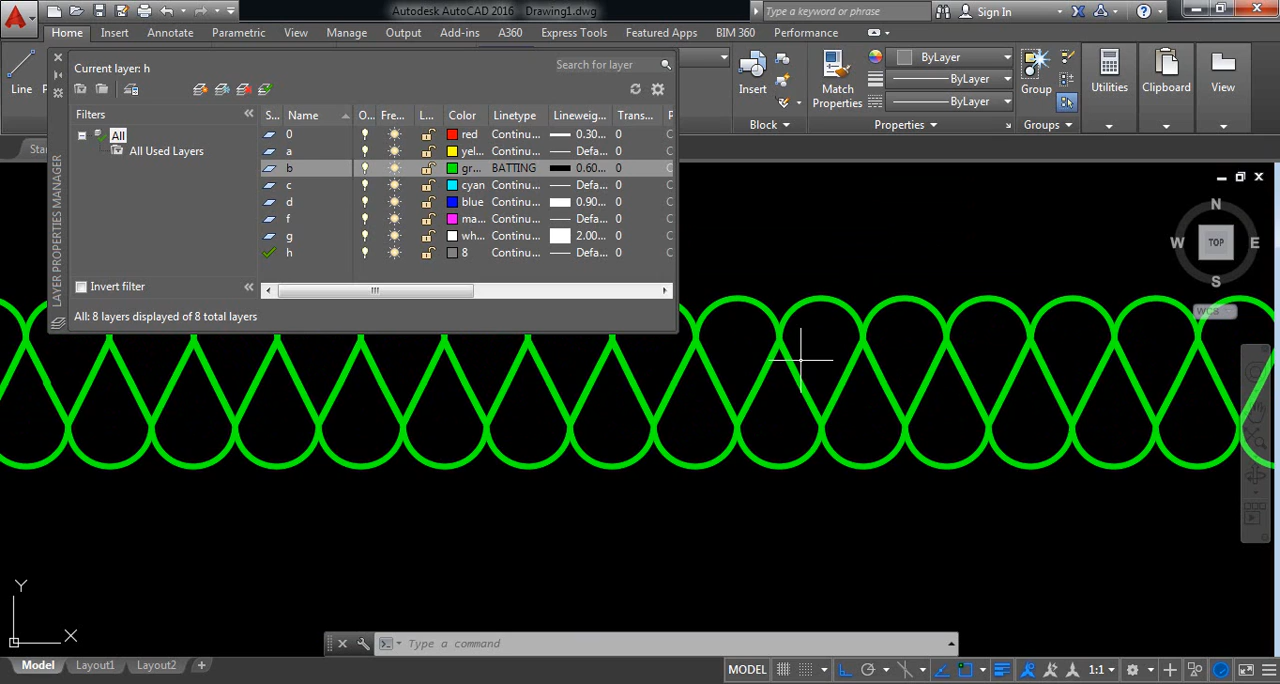 Autodesk AutoCAD 2016 Drawing1.dwg
Type a keyword or phrase
Sign In
Home Insert Annotate Parametric View Manage Output Add-ins A360 Express Tools Featured Apps BIM 360 Performance
Line
Insert
Match
Properties
ByLayer
ByLayer
ByLayer
Group
Utilities
Clipboard
View
Block
Properties
Groups
Current layer: h
Search for layer
Filters
All
All Used Layers
Invert filter
S... Name O... Fre... L... Color Linetype Lineweig... Trans... P
0 red Continu... 0.30... 0 C
a yel... Continu... Defa... 0 C
b gr... BATTING 0.60... 0 C
c cyan Continu... Defa... 0 C
d blue Continu... 0.90... 0 C
f ma... Continu... Defa... 0 C
g wh... Continu... 2.00... 0 C
h 8 Continu... Defa... 0 C
All: 8 layers displayed of 8 total layers
LAYER PROPERTIES MANAGER
N
W TOP E
S
WCS
Y
X
Type a command
Model Layout1 Layout2 +
MODEL 1:1